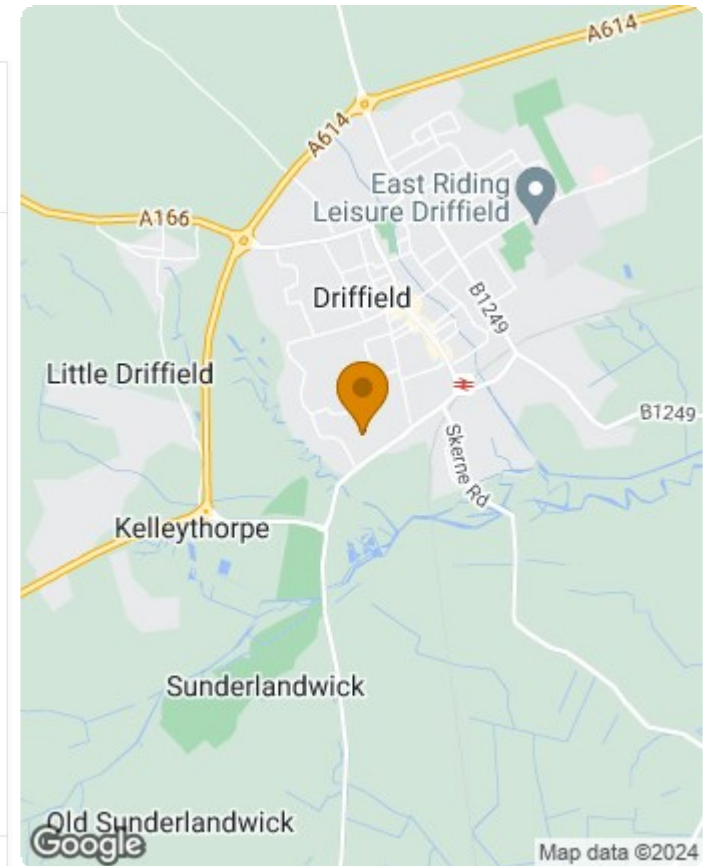 A614
A614
East Riding
Leisure Driffield
A166
Driffield
B1249
Little Driffield
B1249
Skerne Rd
Kelleythorpe
Sunderlandwick
Old Sunderlandwick
Google
Map data ©2024